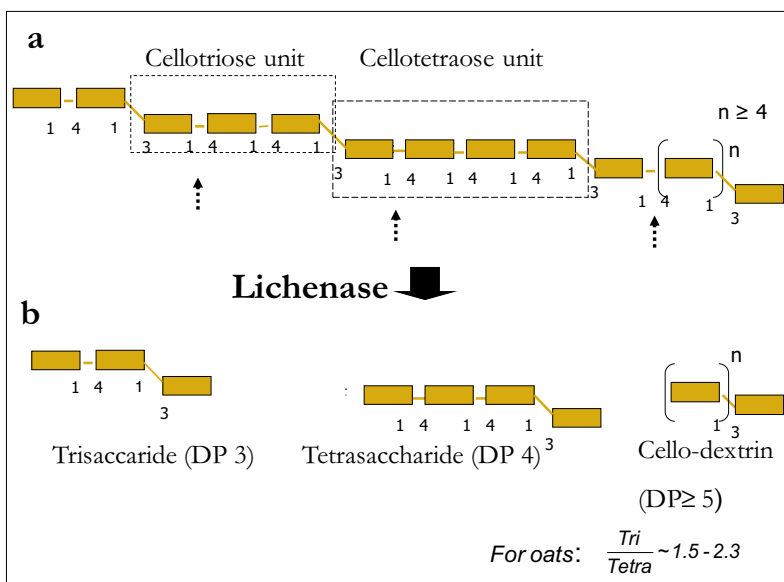 a
Cellotriose unit Cellotetraose unit
n ≥ 4
n
1 4 1
3 1 4 1 4 1
3 1 4 1 4 1 4 1
3 1 4 1 3
Lichenase
b
n
1 4 1
3
1 4 1 4 1
3
1 3
Trisaccaride (DP 3) Tetrasaccharide (DP 4) Cello-dextrin
(DP≥ 5)
For oats: Tri
Tetra ~1.5-2.3